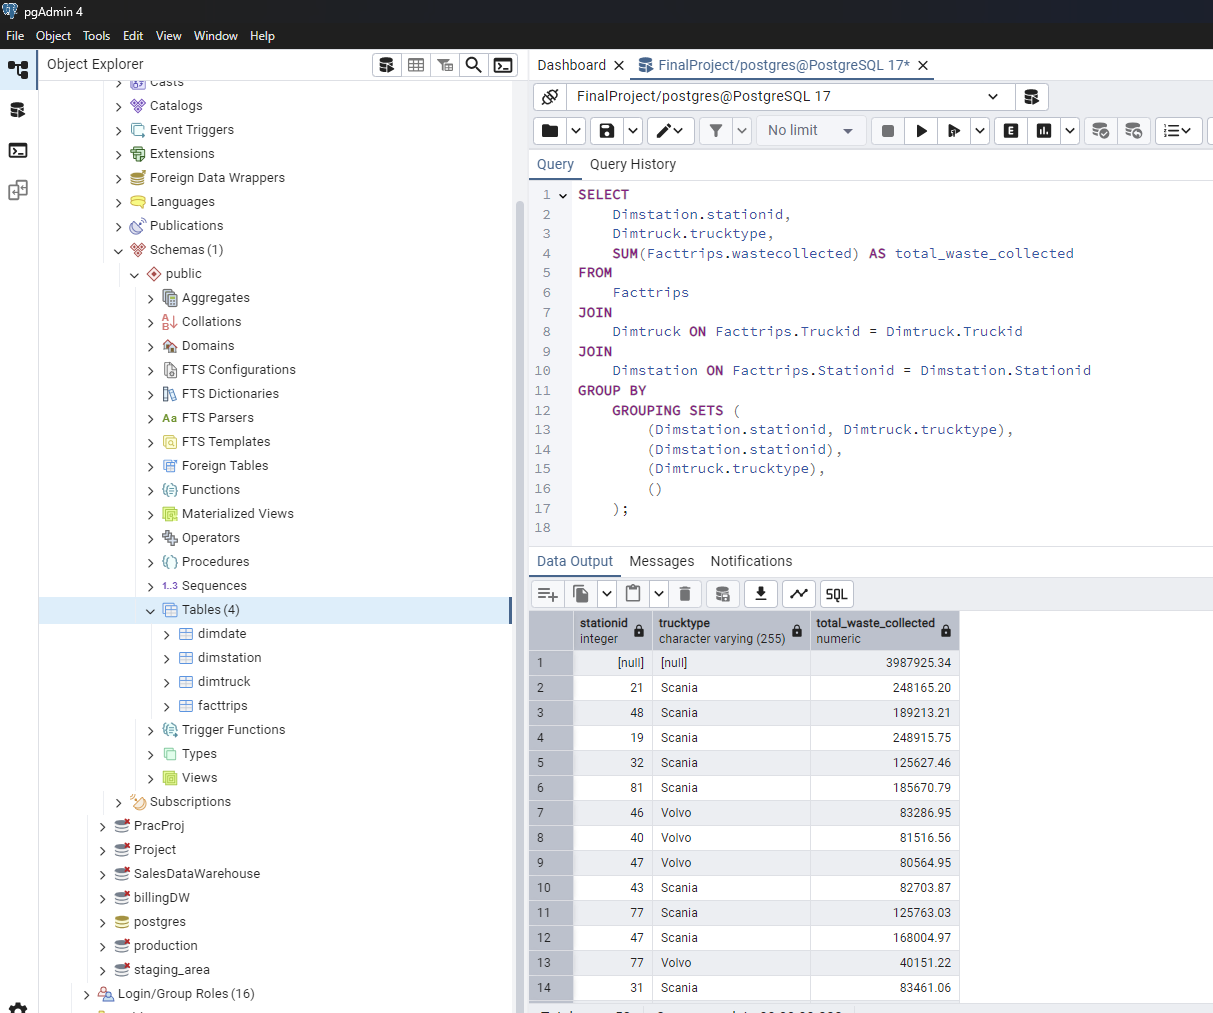 pgAdmin 4
File Object Tools Edit View Window Help
Object Explorer
Casts
Catalogs
Event Triggers
Extensions
Foreign Data Wrappers
Languages
Publications
Schemas (1)
public
Aggregates
Collations
Domains
FTS Configurations
FTS Dictionaries
Aa FTS Parsers
FTS Templates
Foreign Tables
Functions
Materialized Views
Operators
Procedures
1..3 Sequences
Tables (4)
dimdate
dimstation
dimtruck
facttrips
Trigger Functions
Types
Views
Subscriptions
PracProj
Project
SalesDataWarehouse
billingDW
postgres
production
staging_area
Login/Group Roles (16)
Dashboard FinalProject/postgres@PostgreSQL 17*
FinalProject/postgres@PostgreSQL 17
No limit E
Query Query History
1 SELECT
2 Dimstation.stationid,
3 Dimtruck.trucktype,
4 SUM(Facttrips.wastecollected) AS total_waste_collected
5 FROM
6 Facttrips
7 JOIN
8 Dimtruck ON Facttrips.Truckid = Dimtruck.Truckid
9 JOIN
10 Dimstation ON Facttrips.Stationid = Dimstation.Stationid
11 GROUP BY
12 GROUPING SETS (
13 (Dimstation.stationid, Dimtruck.trucktype),
14 (Dimstation.stationid),
15 (Dimtruck.trucktype),
16 ()
17 );
18
Data Output Messages Notifications
SQL
stationid trucktype total_waste_collected
integer character varying (255) numeric
1 [null] [null] 3987925.34
2 21 Scania 248165.20
3 48 Scania 189213.21
4 19 Scania 248915.75
5 32 Scania 125627.46
6 81 Scania 185670.79
7 46 Volvo 83286.95
8 40 Volvo 81516.56
9 47 Volvo 80564.95
10 43 Scania 82703.87
11 77 Scania 125763.03
12 47 Scania 168004.97
13 77 Volvo 40151.22
14 31 Scania 83461.06